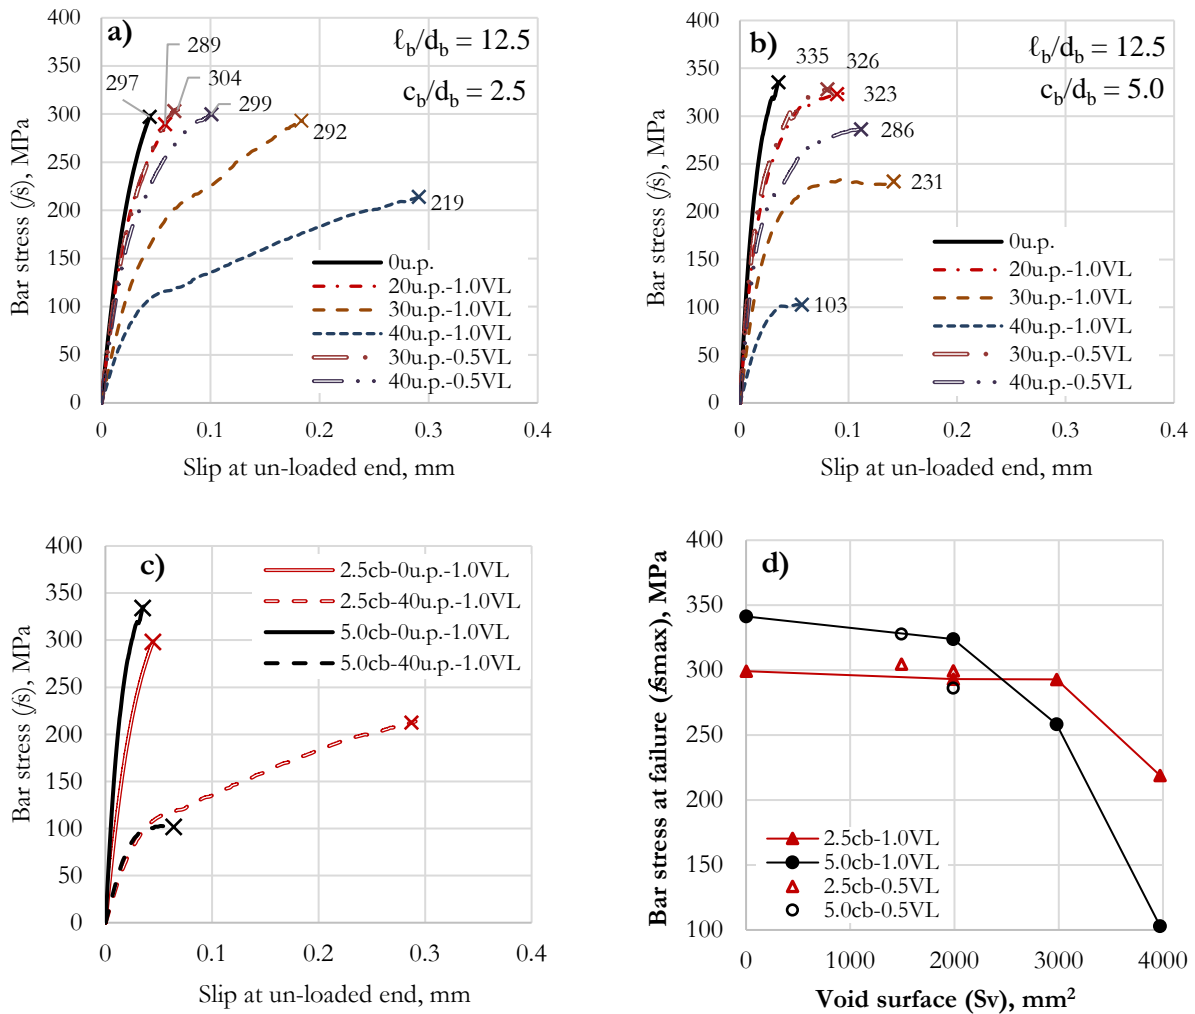 a)
ℓb/db = 12.5
cb/db = 2.5
289
304
297
299
292
219
400
350
300
250
200
150
100
50
0
Bar stress (fs), MPa
0u.p.
20u.p.-1.0VL
30u.p.-1.0VL
40u.p.-1.0VL
30u.p.-0.5VL
40u.p.-0.5VL
0 0.1 0.2 0.3 0.4
Slip at un-loaded end, mm
b)
ℓb/db = 12.5
cb/db = 5.0
335 326
323
286
231
103
400
350
300
250
200
150
100
50
0
Bar stress (fs), MPa
0u.p.
20u.p.-1.0VL
30u.p.-1.0VL
40u.p.-1.0VL
30u.p.-0.5VL
40u.p.-0.5VL
0 0.1 0.2 0.3 0.4
Slip at un-loaded end, mm
c)
2.5cb-0u.p.-1.0VL
2.5cb-40u.p.-1.0VL
5.0cb-0u.p.-1.0VL
5.0cb-40u.p.-1.0VL
400
350
300
250
200
150
100
50
0
Bar stress (fs), MPa
0 0.1 0.2 0.3 0.4
Slip at un-loaded end, mm
d)
400
350
300
250
200
150
100
Bar stress at failure (fsmax), MPa
2.5cb-1.0VL
5.0cb-1.0VL
2.5cb-0.5VL
5.0cb-0.5VL
0 1000 2000 3000 4000
Void surface (Sv), mm²